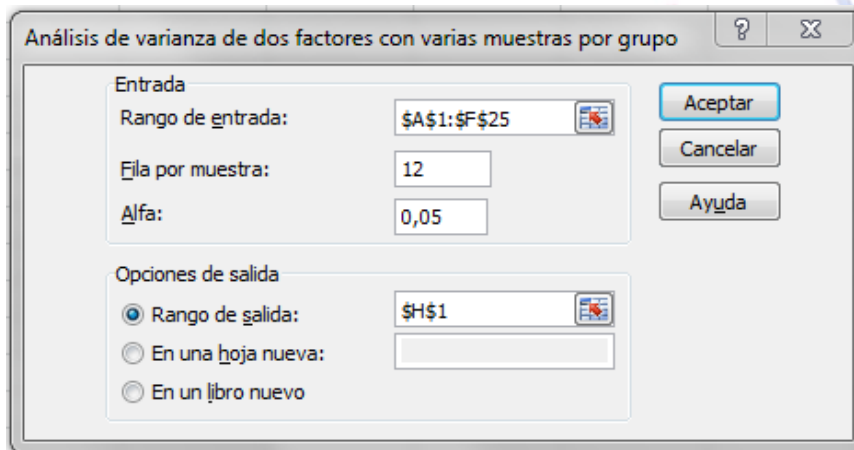 Análisis de varianza de dos factores con varias muestras por grupo
Entrada
Rango de entrada: $A$1:$F$25
Fila por muestra: 12
Alfa: 0,05
Aceptar
Cancelar
Ayuda
Opciones de salida
Rango de salida: $H$1
En una hoja nueva:
En un libro nuevo